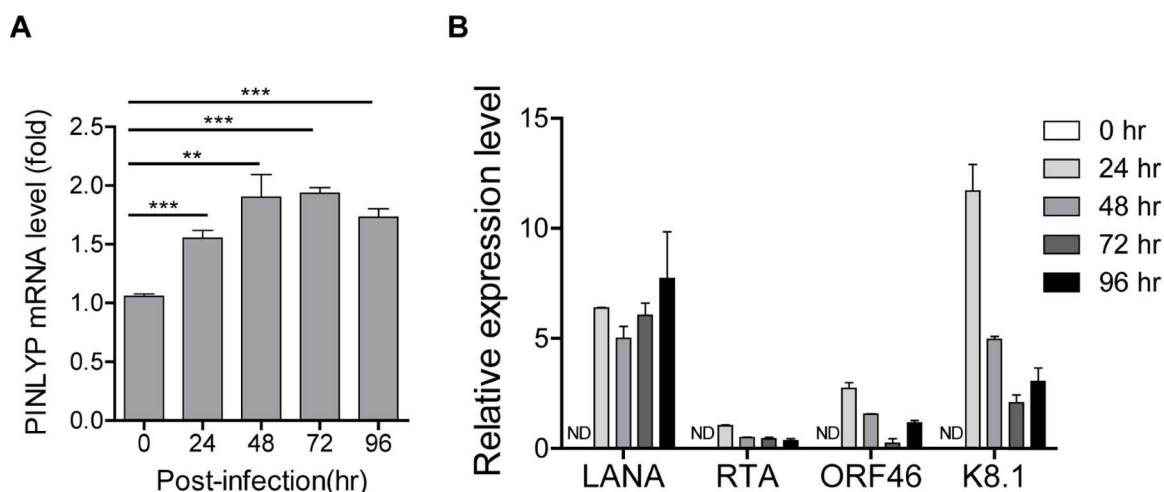 A
PINLYP mRNA level (fold)
2.5
2.0
1.5
1.0
0.5
0.0
***
***
**
***
0 24 48 72 96
Post-infection(hr)
B
Relative expression level
15
10
5
0
ND ND ND ND
LANA RTA ORF46 K8.1
0 hr
24 hr
48 hr
72 hr
96 hr